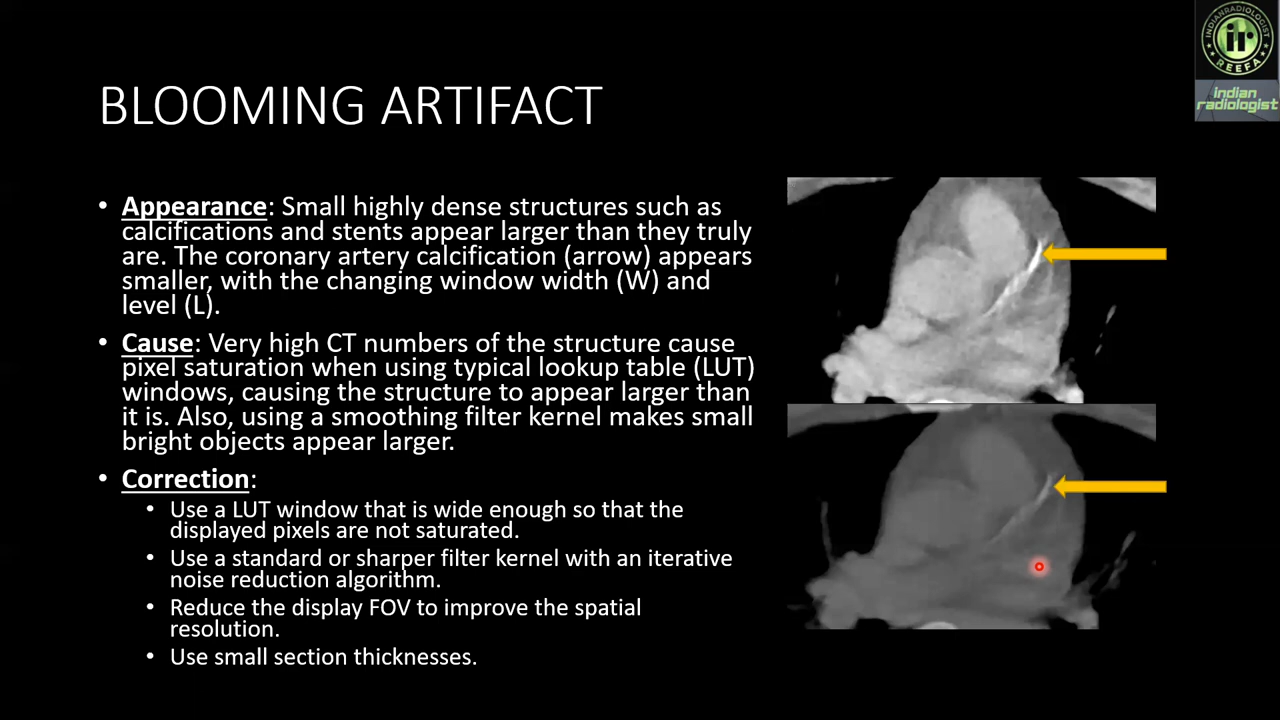 INDIANRADIOLOGIST
ir
REEFA
indian
radiologist
BLOOMING ARTIFACT
• Appearance: Small highly dense structures such as
calcifications and stents appear larger than they truly
are. The coronary artery calcification (arrow) appears
smaller, with the changing window width (W) and
level (L).
• Cause: Very high CT numbers of the structure cause
pixel saturation when using typical lookup table (LUT)
windows, causing the structure to appear larger than
it is. Also, using a smoothing filter kernel makes small
bright objects appear larger.
• Correction:
• Use a LUT window that is wide enough so that the
displayed pixels are not saturated.
• Use a standard or sharper filter kernel with an iterative
noise reduction algorithm.
• Reduce the display FOV to improve the spatial
resolution.
• Use small section thicknesses.